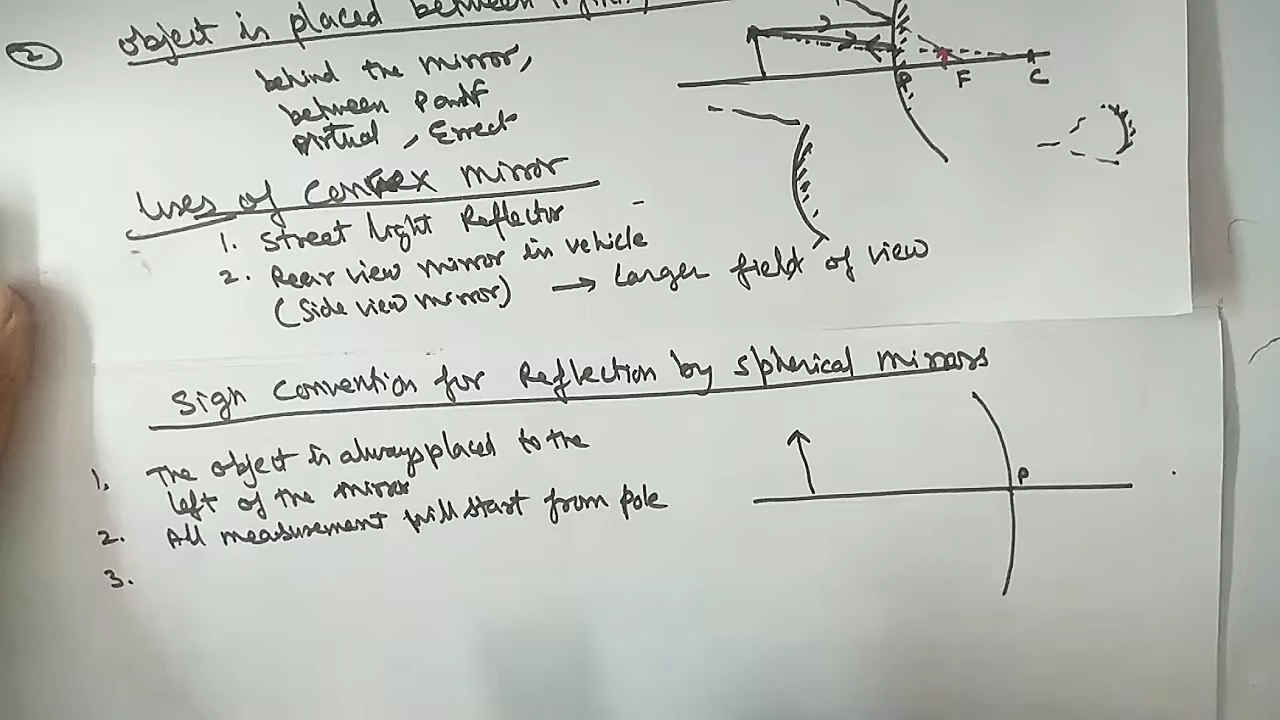 2 object is placed between
behind the mirror,
between P and F
virtual, Erect
Uses of Convex mirror
1. Street light Reflector
2. Rear view mirror in vehicle
(Side view mirror) → Larger field of view
P F C
Sign Convention for Reflection by spherical mirrors
1. The object is always placed to the
left of the mirror
2. All measurement will start from pole
3.
P